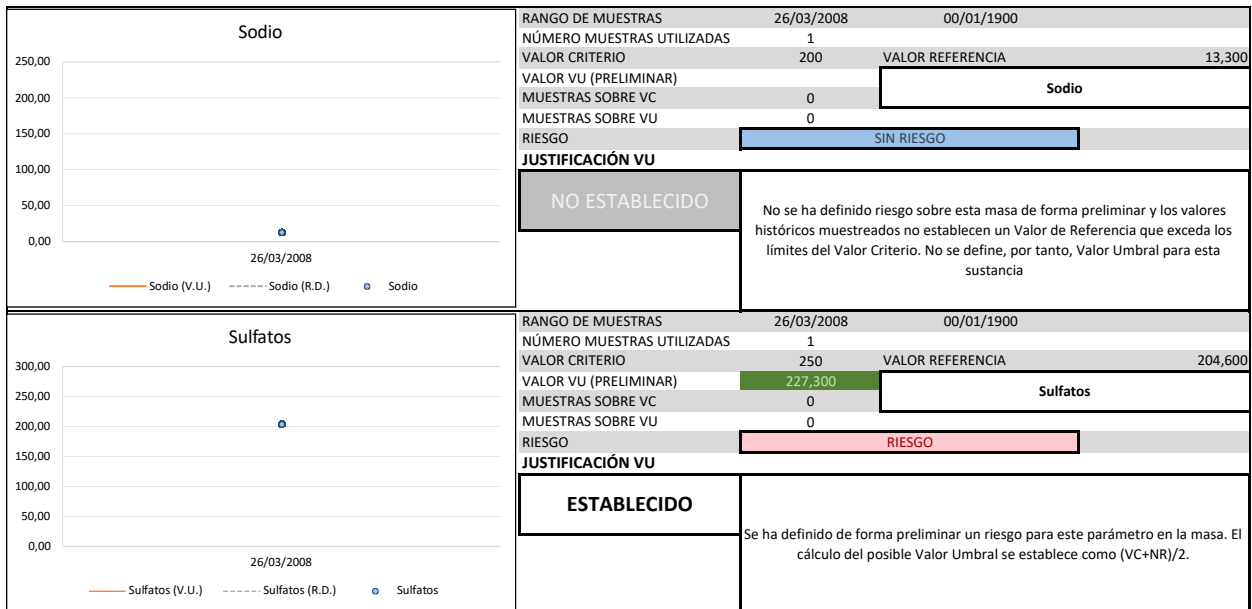 Sodio
250,00
200,00
150,00
100,00
50,00
0,00
26/03/2008
Sodio (V.U.) Sodio (R.D.) Sodio
RANGO DE MUESTRAS 26/03/2008 00/01/1900
NÚMERO MUESTRAS UTILIZADAS 1
VALOR CRITERIO 200 VALOR REFERENCIA 13,300
VALOR VU (PRELIMINAR)
Sodio
MUESTRAS SOBRE VC 0
MUESTRAS SOBRE VU 0
RIESGO SIN RIESGO
JUSTIFICACIÓN VU
NO ESTABLECIDO
No se ha definido riesgo sobre esta masa de forma preliminar y los valores
históricos muestreados no establecen un Valor de Referencia que exceda los
límites del Valor Criterio. No se define, por tanto, Valor Umbral para esta
sustancia
Sulfatos
300,00
250,00
200,00
150,00
100,00
50,00
0,00
26/03/2008
Sulfatos (V.U.) Sulfatos (R.D.) Sulfatos
RANGO DE MUESTRAS 26/03/2008 00/01/1900
NÚMERO MUESTRAS UTILIZADAS 1
VALOR CRITERIO 250 VALOR REFERENCIA 204,600
VALOR VU (PRELIMINAR) 227,300
Sulfatos
MUESTRAS SOBRE VC 0
MUESTRAS SOBRE VU 0
RIESGO RIESGO
JUSTIFICACIÓN VU
ESTABLECIDO
Se ha definido de forma preliminar un riesgo para este parámetro en la masa. El
cálculo del posible Valor Umbral se establece como (VC+NR)/2.